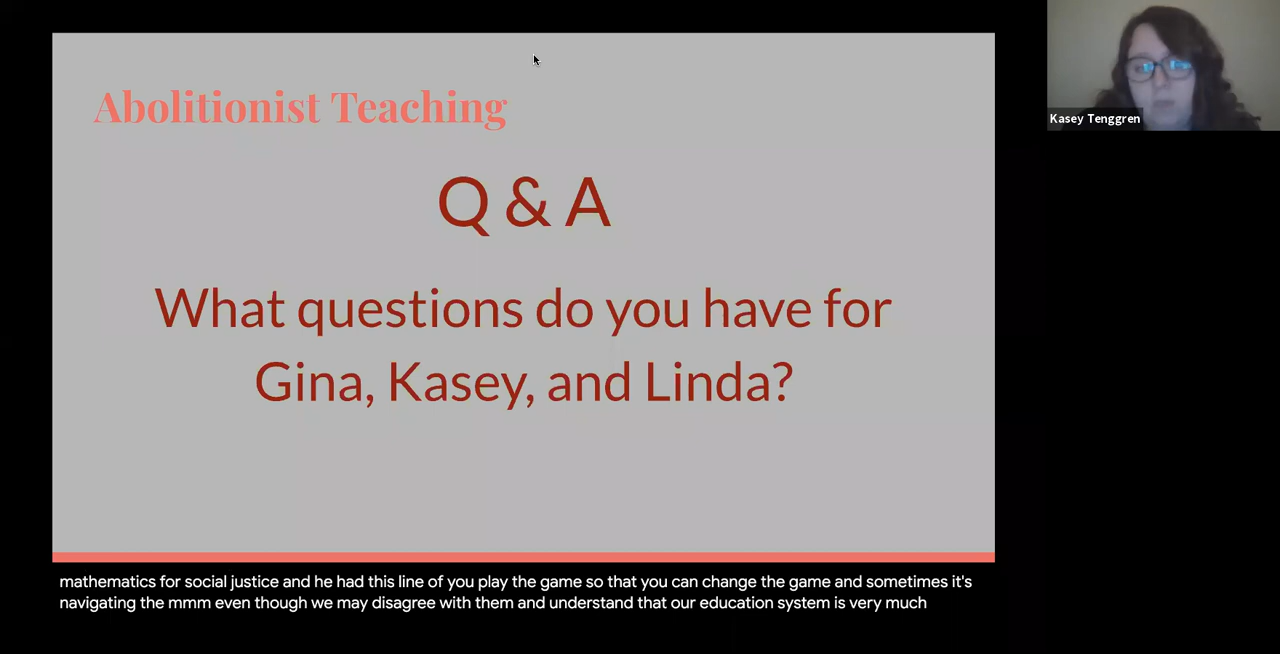 Abolitionist Teaching
Q & A
What questions do you have for
Gina, Kasey, and Linda?
Kasey Tenggren
mathematics for social justice and he had this line of you play the game so that you can change the game and sometimes it's
navigating the mmm even though we may disagree with them and understand that our education system is very much